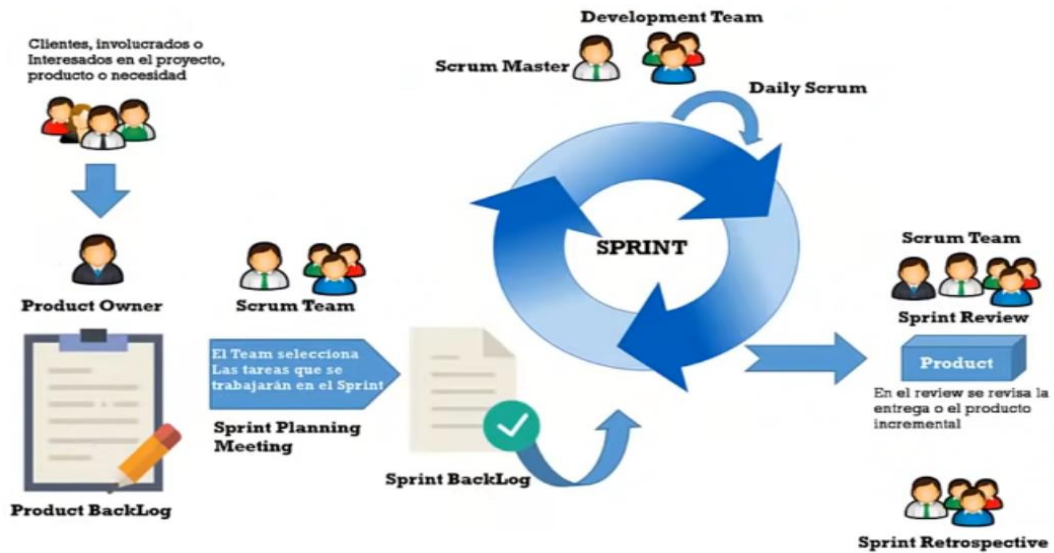 Clientes, involucrados o
Interesados en el proyecto,
producto o necesidad
Product Owner
Product BackLog
Scrum Team
El Team selecciona
Las tareas que se
trabajarán en el Sprint
Sprint Planning
Meeting
Sprint BackLog
Development Team
Scrum Master
Daily Scrum
SPRINT
Scrum Team
Sprint Review
Product
En el review se revisa la
entrega o el producto
incremental
Sprint Retrospective